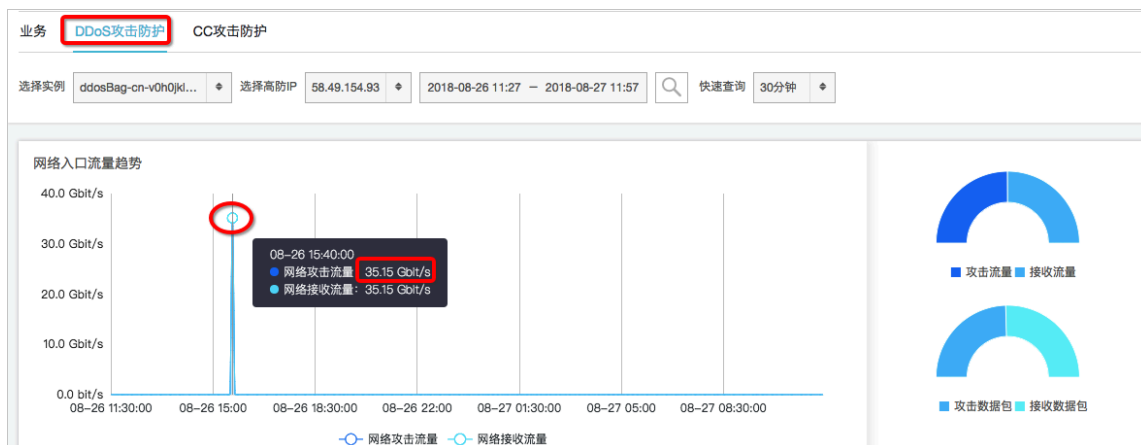 业务 DDoS攻击防护 CC攻击防护
选择实例 ddosBag-cn-v0h0jkl... 选择高防IP 58.49.154.93 2018-08-26 11:27 － 2018-08-27 11:57 快速查询 30分钟
网络入口流量趋势
40.0 Gbit/s
30.0 Gbit/s
20.0 Gbit/s
10.0 Gbit/s
0.0 bit/s
08-26 15:40:00
网络攻击流量: 35.15 Gbit/s
网络接收流量: 35.15 Gbit/s
08-26 11:30:00 08-26 15:00 08-26 18:30:00 08-26 22:00 08-27 01:30:00 08-27 05:00 08-27 08:30:00
网络攻击流量 网络接收流量
攻击流量 接收流量
攻击数据包 接收数据包